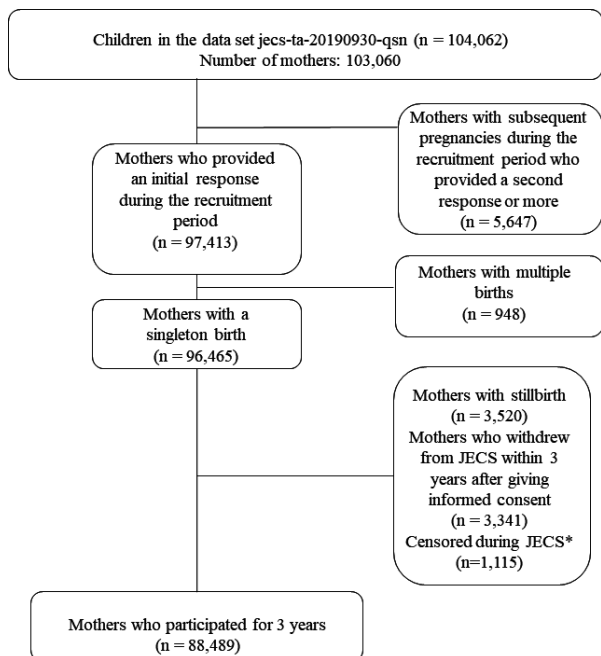 Children in the data set jecs-ta-20190930-qsn (n = 104,062)
Number of mothers: 103,060
Mothers with subsequent
pregnancies during the
recruitment period who
provided a second
response or more
(n = 5,647)
Mothers who provided
an initial response
during the recruitment
period
(n = 97,413)
Mothers with multiple
births
(n = 948)
Mothers with a
singleton birth
(n = 96,465)
Mothers with stillbirth
(n = 3,520)
Mothers who withdrew
from JECS within 3
years after giving
informed consent
(n = 3,341)
Censored during JECS*
(n=1,115)
Mothers who participated for 3 years
(n = 88,489)